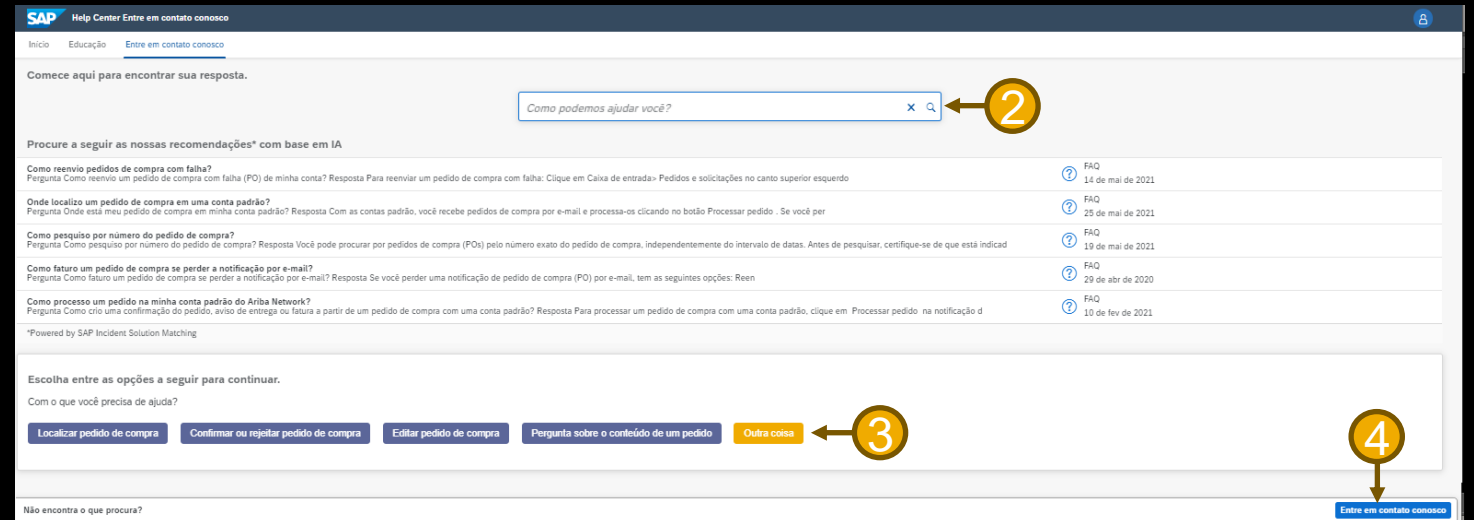 SAP Help Center Entre em contato conosco
Início Educação Entre em contato conosco
Comece aqui para encontrar sua resposta.
Como podemos ajudar você?
2
Procure a seguir as nossas recomendações* com base em IA
Como reenvio pedidos de compra com falha?
Pergunta Como reenvio um pedido de compra com falha (PO) de minha conta? Resposta Para reenviar um pedido de compra com falha: Clique em Caixa de entrada> Pedidos e solicitações no canto superior esquerdo
FAQ
14 de mai de 2021
Onde localizo um pedido de compra em uma conta padrão?
Pergunta Onde está meu pedido de compra em minha conta padrão? Resposta Com as contas padrão, você recebe pedidos de compra por e-mail e processa-os clicando no botão Processar pedido . Se você per
FAQ
25 de mai de 2021
Como pesquiso por número do pedido de compra?
Pergunta Como pesquiso por número do pedido de compra? Resposta Você pode procurar por pedidos de compra (POs) pelo número exato do pedido de compra, independentemente do intervalo de datas. Antes de pesquisar, certifique-se de que está indicad
FAQ
19 de mai de 2021
Como faturo um pedido de compra se perder a notificação por e-mail?
Pergunta Como faturo um pedido de compra se perder a notificação por e-mail? Resposta Se você perder uma notificação de pedido de compra (PO) por e-mail, tem as seguintes opções: Reen
FAQ
29 de abr de 2020
Como processo um pedido na minha conta padrão do Ariba Network?
Pergunta Como crio uma confirmação do pedido, aviso de entrega ou fatura a partir de um pedido de compra com uma conta padrão? Resposta Para processar um pedido de compra com uma conta padrão, clique em Processar pedido na notificação d
FAQ
10 de fev de 2021
*Powered by SAP Incident Solution Matching
Escolha entre as opções a seguir para continuar.
Com o que você precisa de ajuda?
Localizar pedido de compra Confirmar ou rejeitar pedido de compra Editar pedido de compra Pergunta sobre o conteúdo de um pedido Outra coisa
3
4
Não encontra o que procura? Entre em contato conosco